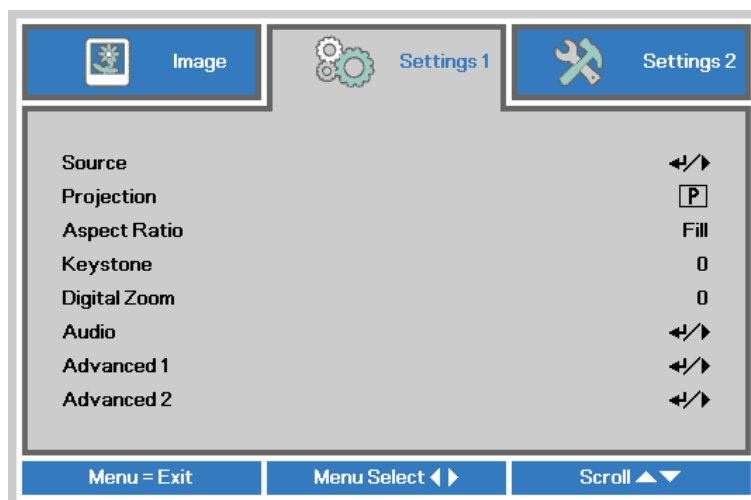 Image Settings 1 Settings 2
Source ↵/▶
Projection P
Aspect Ratio Fill
Keystone 0
Digital Zoom 0
Audio ↵/▶
Advanced 1 ↵/▶
Advanced 2 ↵/▶
Menu = Exit Menu Select ◀▶ Scroll ▲▼